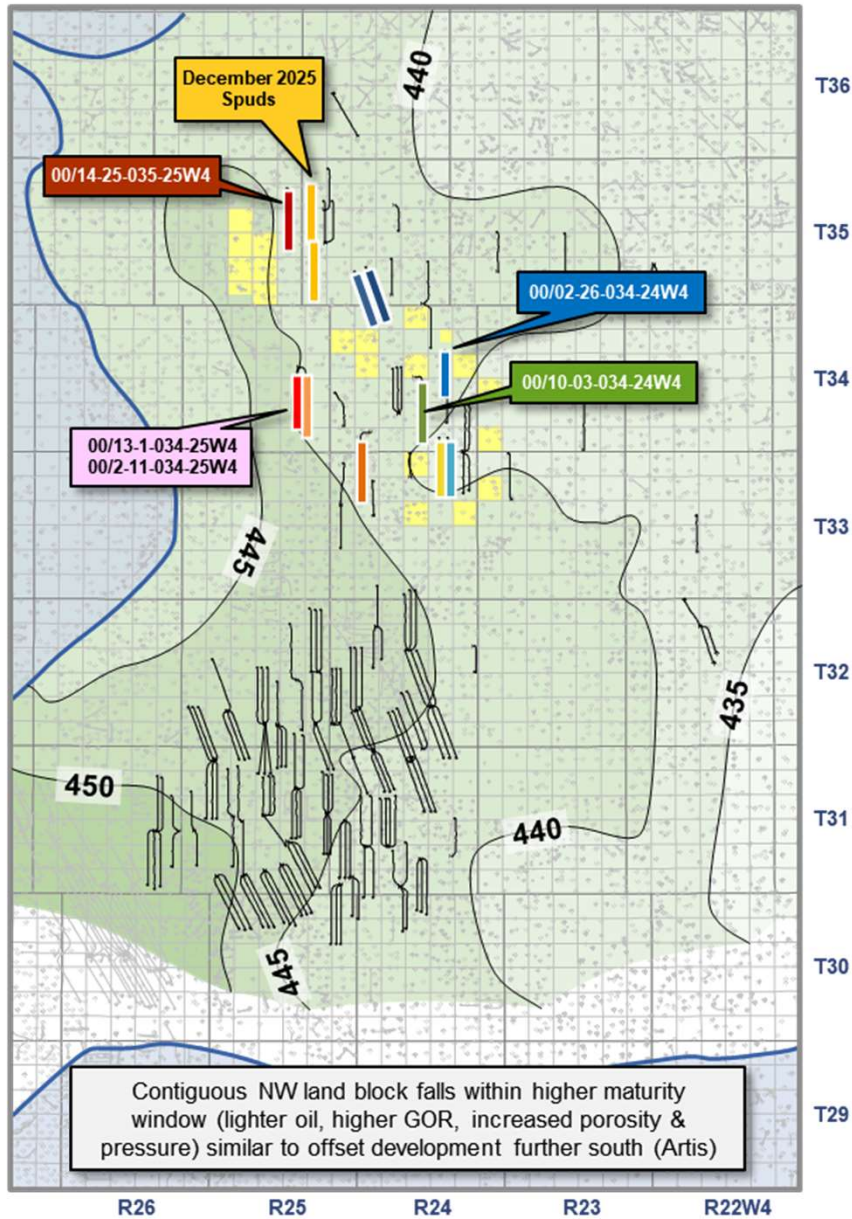 440
T36
December 2025
Spuds
00/14-25-035-25W4
T35
00/02-26-034-24W4
T34
00/10-03-034-24W4
00/13-1-034-25W4
00/2-11-034-25W4
T33
445
T32
435
450
T31
440
T30
445
Contiguous NW land block falls within higher maturity
window (lighter oil, higher GOR, increased porosity &
pressure) similar to offset development further south (Artis)
T29
R26
R25
R24
R23
R22W4